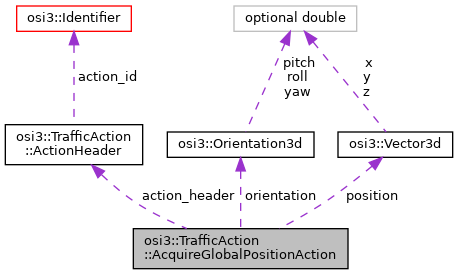 osi3::Identifier
optional double
action_id
pitch
roll
yaw
x
y
z
osi3::TrafficAction
::ActionHeader
osi3::Orientation3d
osi3::Vector3d
action_header
orientation
position
osi3::TrafficAction
::AcquireGlobalPositionAction